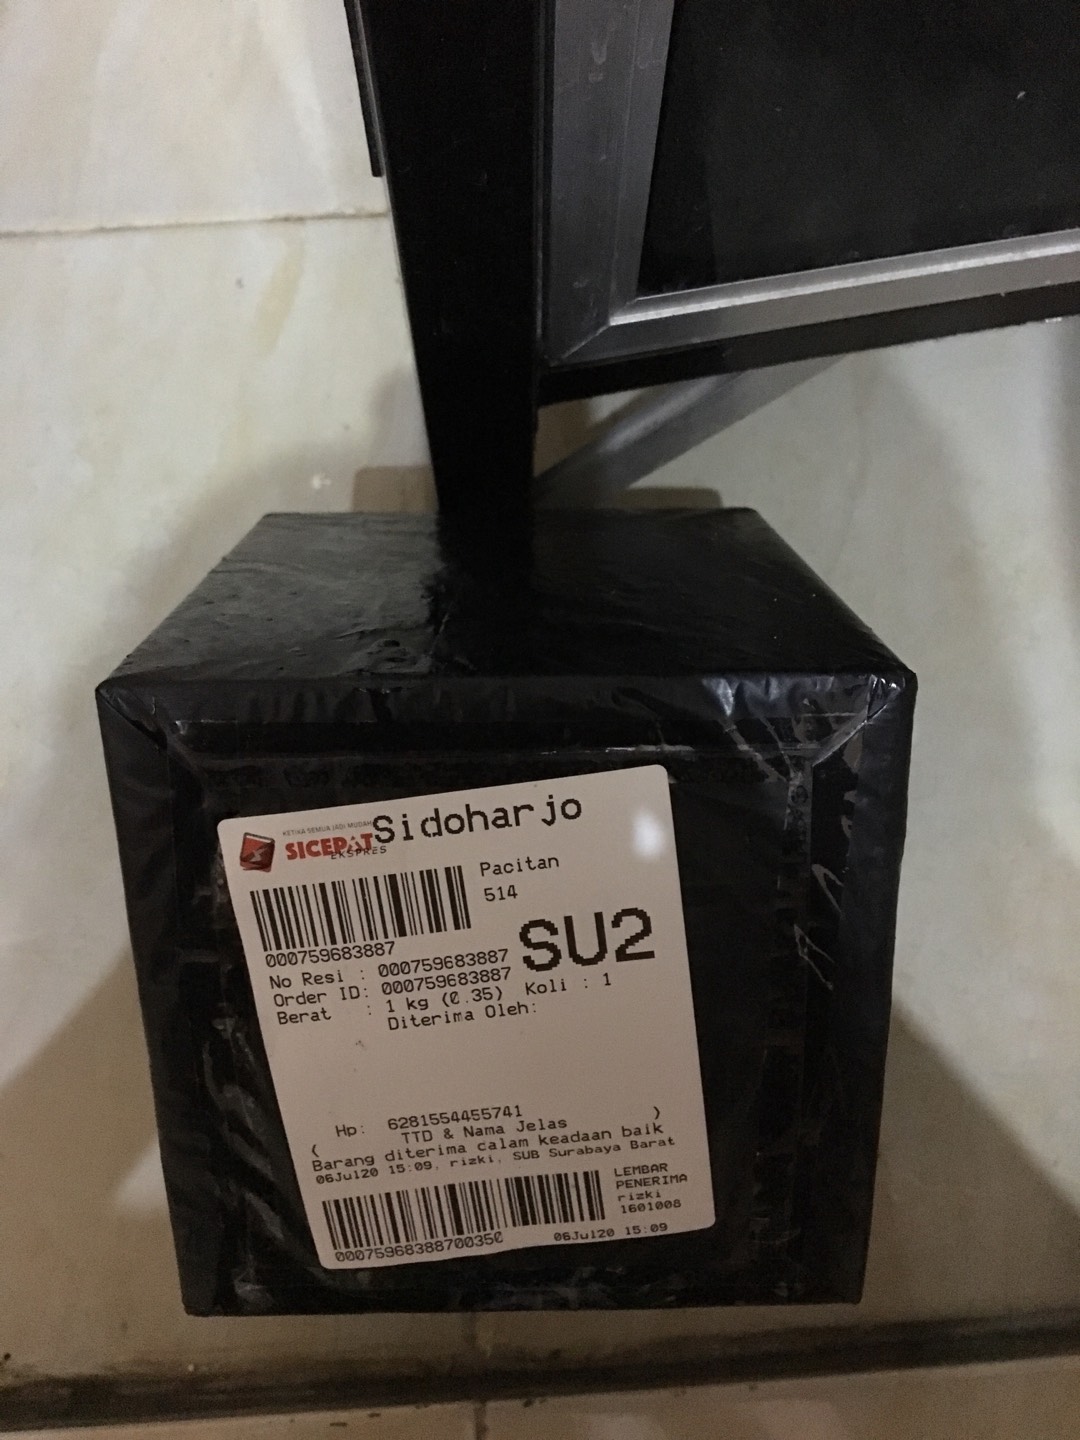 KETIKA SEMUA JADI MUDAH
SICEPAT
EKSPRES
Sidoharjo
Pacitan
514
000759683887
SU2
No Resi : 000759683887
Order ID: 000759683887
Berat : 1 kg (0.35) Koli : 1
Diterima Oleh:
Hp: 6281554455741
( TTD & Nama Jelas )
Barang diterima calam keadaan baik
06Jul20 15:09, rizki, SUB Surabaya Barat
LEMBAR
PENERIMA
rizki
1601008
00075968388700350
06Jul20 15:09